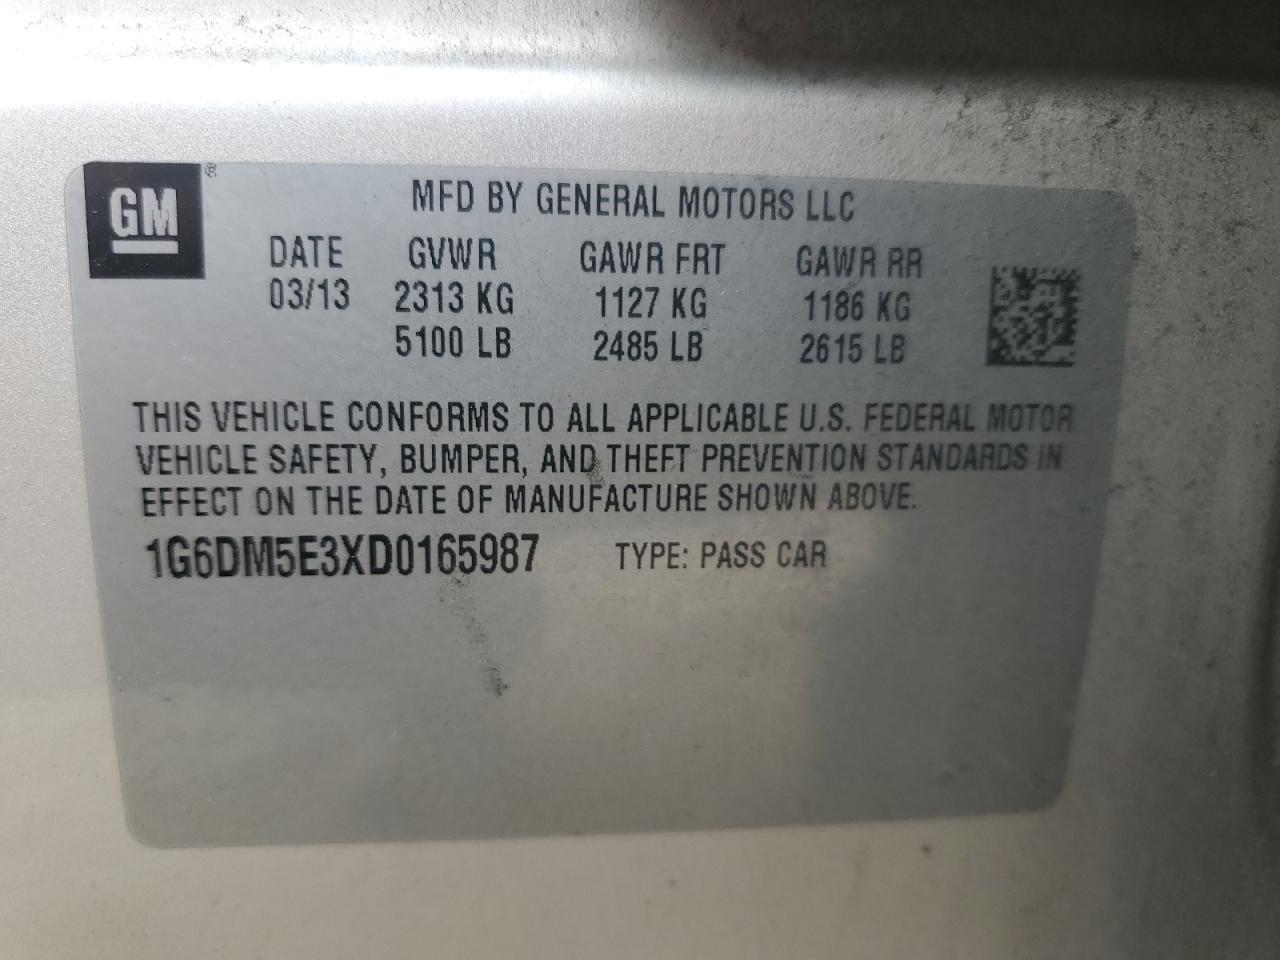 GM®
MFD BY GENERAL MOTORS LLC
DATE GVWR GAWR FRT GAWR RR
03/13 2313 KG 1127 KG 1186 KG
5100 LB 2485 LB 2615 LB
THIS VEHICLE CONFORMS TO ALL APPLICABLE U.S. FEDERAL MOTOR
VEHICLE SAFETY, BUMPER, AND THEFT PREVENTION STANDARDS IN
EFFECT ON THE DATE OF MANUFACTURE SHOWN ABOVE.
1G6DM5E3XD0165987 TYPE: PASS CAR